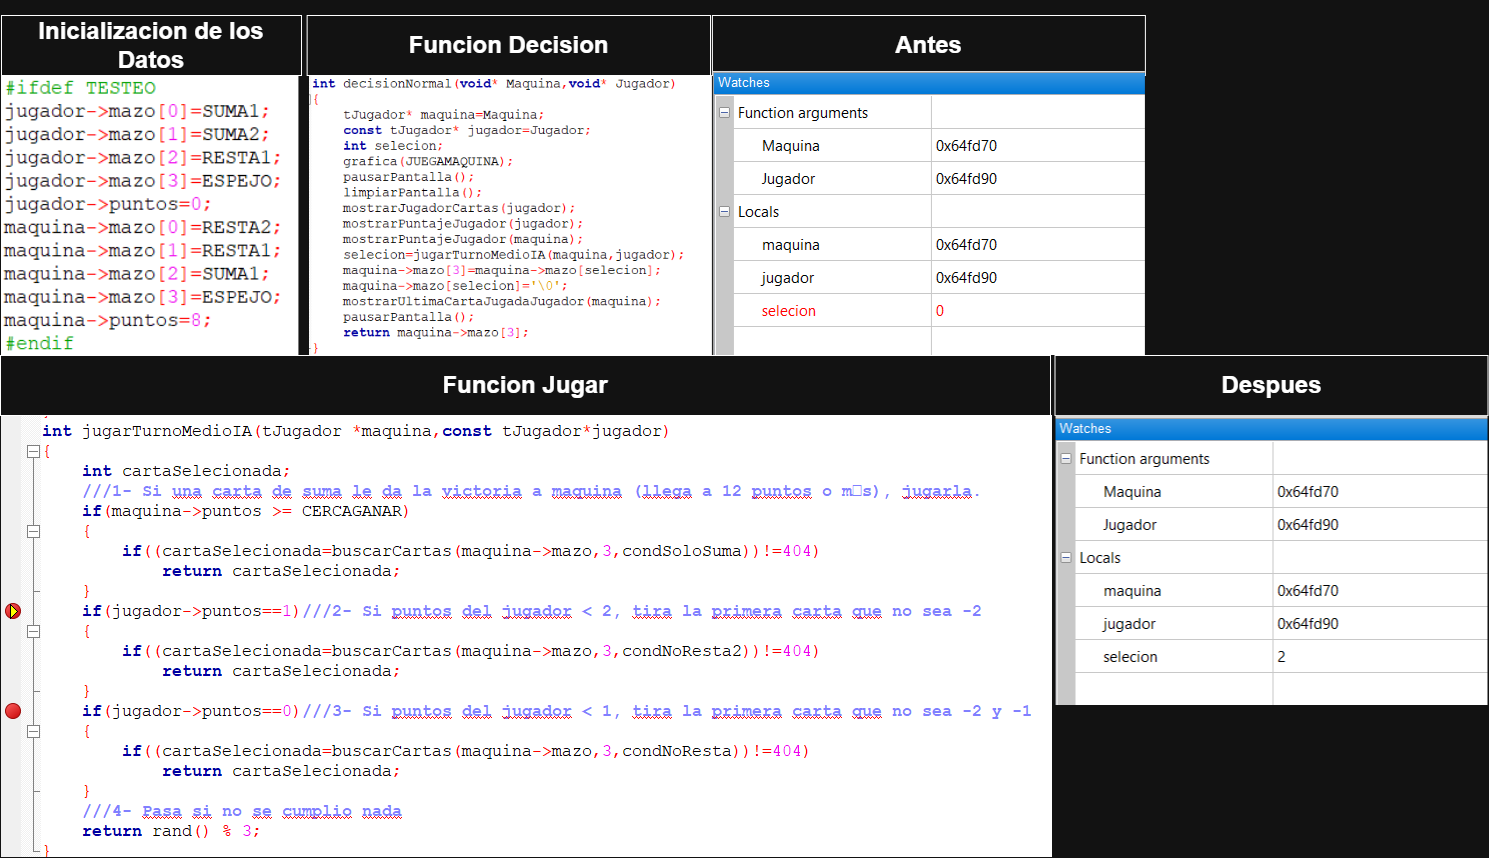 Inicializacion de los
Datos
#ifdef TESTEO
jugador->mazo[0]=SUMA1;
jugador->mazo[1]=SUMA2;
jugador->mazo[2]=RESTA1;
jugador->mazo[3]=ESPEJO;
jugador->puntos=0;
maquina->mazo[0]=RESTA2;
maquina->mazo[1]=RESTA1;
maquina->mazo[2]=SUMA1;
maquina->mazo[3]=ESPEJO;
maquina->puntos=8;
#endif
Funcion Decision
int decisionNormal(void* Maquina,void* Jugador)
{
tJugador* maquina=Maquina;
const tJugador* jugador=Jugador;
int selecion;
grafica(JUEGAMAQUINA);
pausarPantalla();
limpiarPantalla();
mostrarJugadorCartas(jugador);
mostrarPuntajeJugador(jugador);
mostrarPuntajeJugador(maquina);
selecion=jugarTurnoMedioIA(maquina,jugador);
maquina->mazo[3]=maquina->mazo[selecion];
maquina->mazo[selecion]='\0';
mostrarUltimaCartaJugadaJugador(maquina);
pausarPantalla();
return maquina->mazo[3];
}
Antes
Watches
Function arguments
Maquina 0x64fd70
Jugador 0x64fd90
Locals
maquina 0x64fd70
jugador 0x64fd90
selecion 0
Funcion Jugar
int jugarTurnoMedioIA(tJugador *maquina,const tJugador*jugador)
{
int cartaSelecionada;
///1- Si una carta de suma le da la victoria a maquina (llega a 12 puntos o m□s), jugarla.
if(maquina->puntos >= CERCAGANAR)
{
if((cartaSelecionada=buscarCartas(maquina->mazo,3,condSoloSuma))!=404)
return cartaSelecionada;
}
if(jugador->puntos==1)///2- Si puntos del jugador < 2, tira la primera carta que no sea -2
{
if((cartaSelecionada=buscarCartas(maquina->mazo,3,condNoResta2))!=404)
return cartaSelecionada;
}
if(jugador->puntos==0)///3- Si puntos del jugador < 1, tira la primera carta que no sea -2 y -1
{
if((cartaSelecionada=buscarCartas(maquina->mazo,3,condNoResta))!=404)
return cartaSelecionada;
}
///4- Pasa si no se cumplio nada
return rand() % 3;
}
Despues
Watches
Function arguments
Maquina 0x64fd70
Jugador 0x64fd90
Locals
maquina 0x64fd70
jugador 0x64fd90
selecion 2